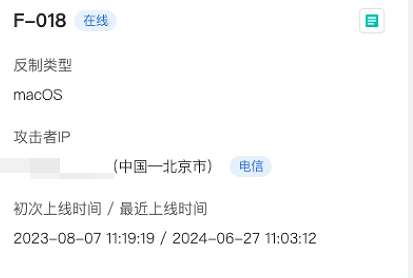 F-018 在线
反制类型
macOS
攻击者IP
(中国—北京市) 电信
初次上线时间 / 最近上线时间
2023-08-07 11:19:19 / 2024-06-27 11:03:12